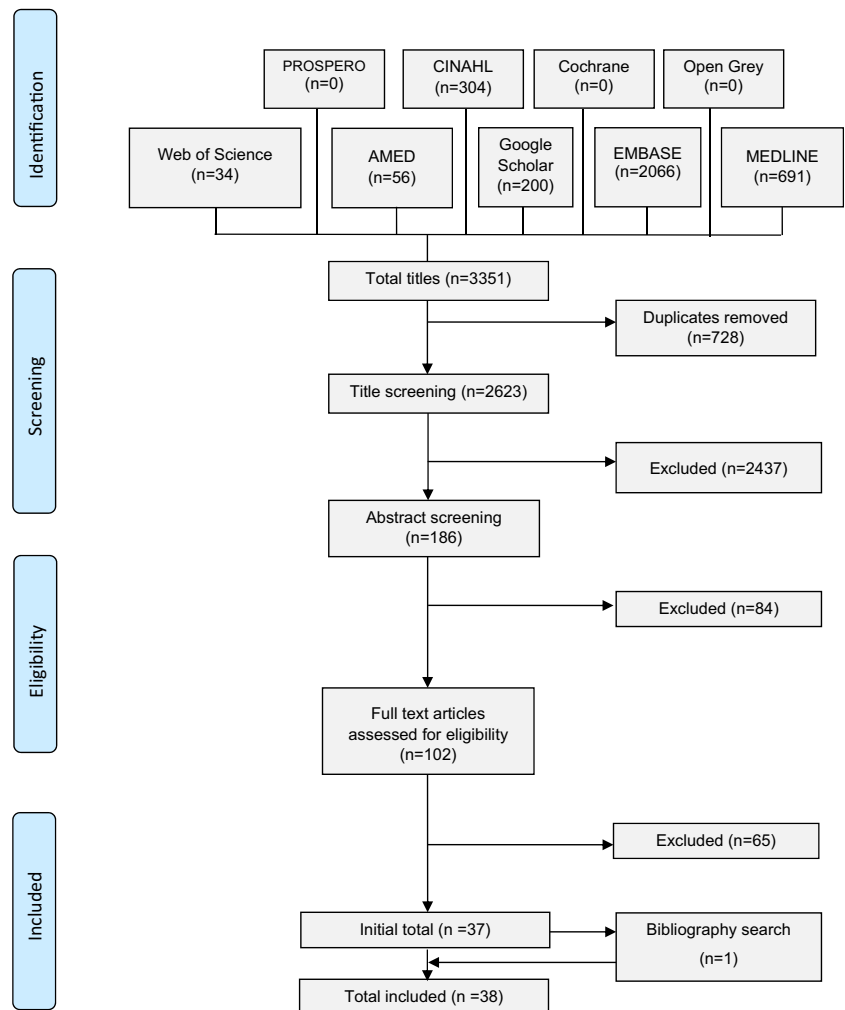 Identification
PROSPERO
(n=0)
CINAHL
(n=304)
Cochrane
(n=0)
Open Grey
(n=0)
Web of Science
(n=34)
AMED
(n=56)
Google
Scholar
(n=200)
EMBASE
(n=2066)
MEDLINE
(n=691)
Screening
Total titles (n=3351)
Duplicates removed
(n=728)
Title screening (n=2623)
Excluded (n=2437)
Abstract screening
(n=186)
Eligibility
Excluded (n=84)
Full text articles
assessed for eligibility
(n=102)
Included
Excluded (n=65)
Initial total (n =37)
Bibliography search
(n=1)
Total included (n =38)